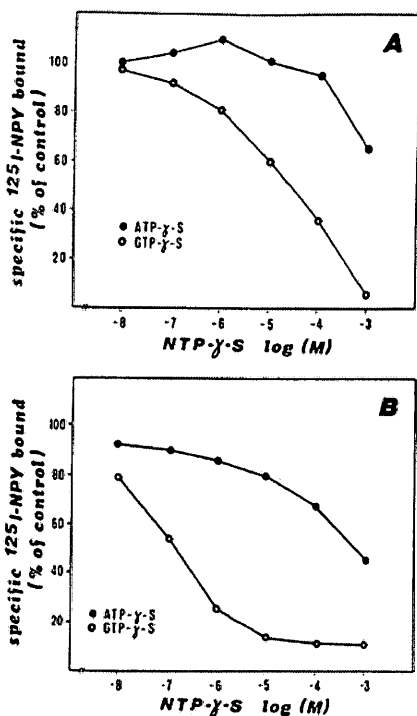 A
specific 125I-NPY bound
(% of control)
100
80
60
40
20
● ATP-γ-S
○ GTP-γ-S
-8 -7 -6 -5 -4 -3
NTP-γ-S log (M)
B
specific 125I-NPY bound
(% of control)
100
80
60
40
20
● ATP-γ-S
○ GTP-γ-S
-8 -7 -6 -5 -4 -3
NTP-γ-S log (M)